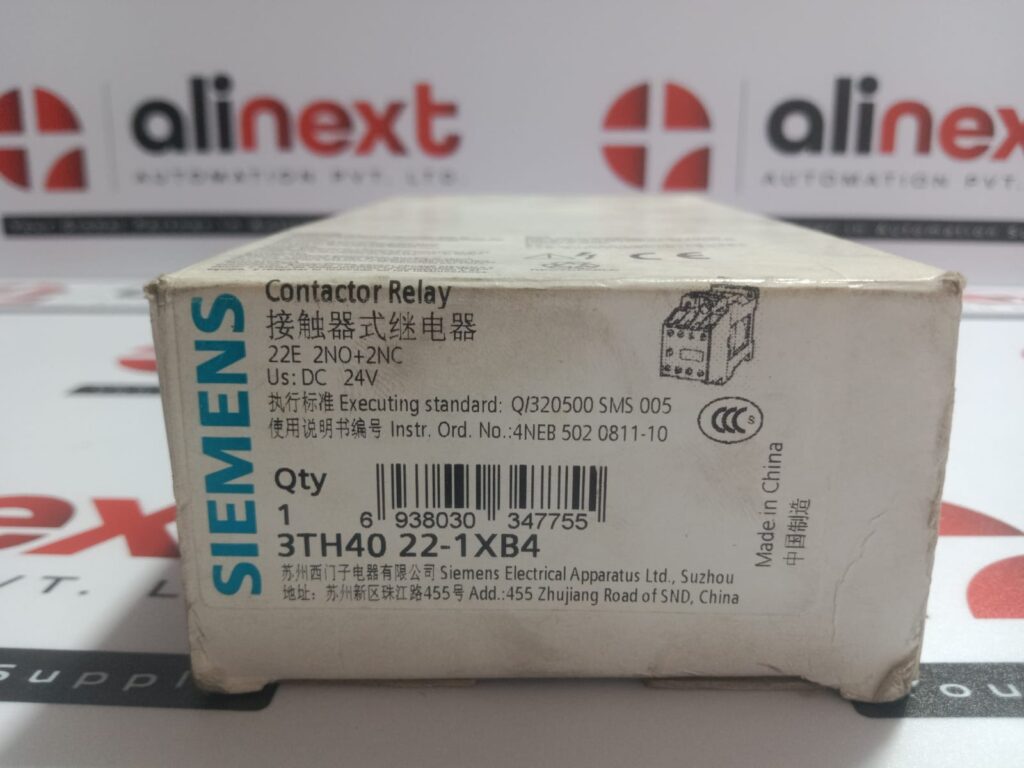 alinext
AUTOMATION PVT. LTD.
alinex
AUTOMATION PVT.
CE
SIEMENS
Contactor Relay
接触器式继电器
22E 2NO+2NC
Us: DC 24V
执行标准 Executing standard: Q/320500 SMS 005
使用说明书编号 Instr. Ord. No.:4NEB 502 0811-10
CCC S
Qty
1
6 938030 347755
3TH40 22-1XB4
苏州西门子电器有限公司 Siemens Electrical Apparatus Ltd., Suzhou
地址: 苏州新区珠江路455号 Add.:455 Zhujiang Road of SND, China
Made in China
中国制造